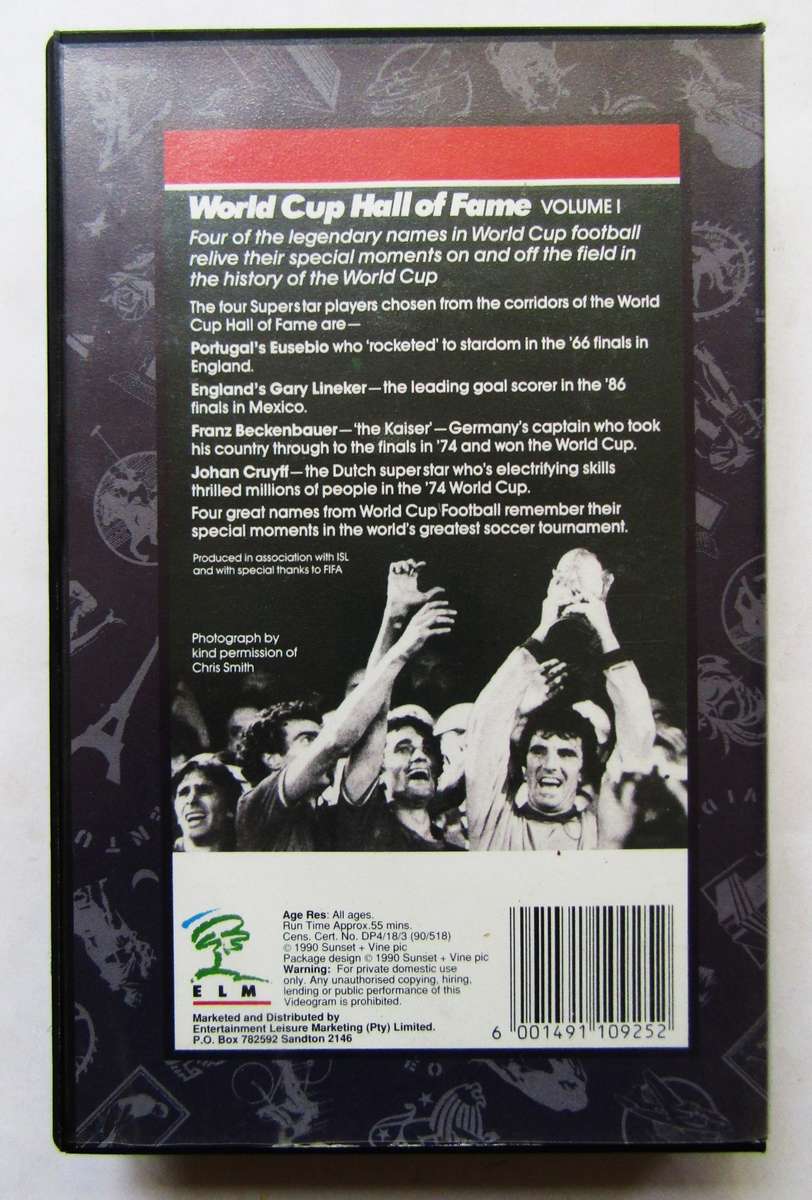 World Cup Hall of Fame VOLUME I
Four of the legendary names in World Cup football
relive their special moments on and off the field in
the history of the World Cup
The four Superstar players chosen from the corridors of the World
Cup Hall of Fame are—
Portugal's Eusebio who 'rocketed' to stardom in the '66 finals in
England.
England's Gary Lineker—the leading goal scorer in the '86
finals in Mexico.
Franz Beckenbauer—'the Kaiser'—Germany's captain who took
his country through to the finals in '74 and won the World Cup.
Johan Cruyff—the Dutch superstar who's electrifying skills
thrilled millions of people in the '74 World Cup.
Four great names from World Cup Football remember their
special moments in the world's greatest soccer tournament.
Produced in association with ISL
and with special thanks to FIFA
Photograph by
kind permission of
Chris Smith
Age Res: All ages.
Run Time Approx.55 mins.
Cens. Cert. No. DP4/18/3 (90/518)
© 1990 Sunset + Vine plc
Package design © 1990 Sunset + Vine plc
Warning: For private domestic use
only. Any unauthorised copying, hiring,
lending or public performance of this
Videogram is prohibited.
ELM
Marketed and Distributed by
Entertainment Leisure Marketing (Pty) Limited.
P.O. Box 782592 Sandton 2146
6 001491 109252